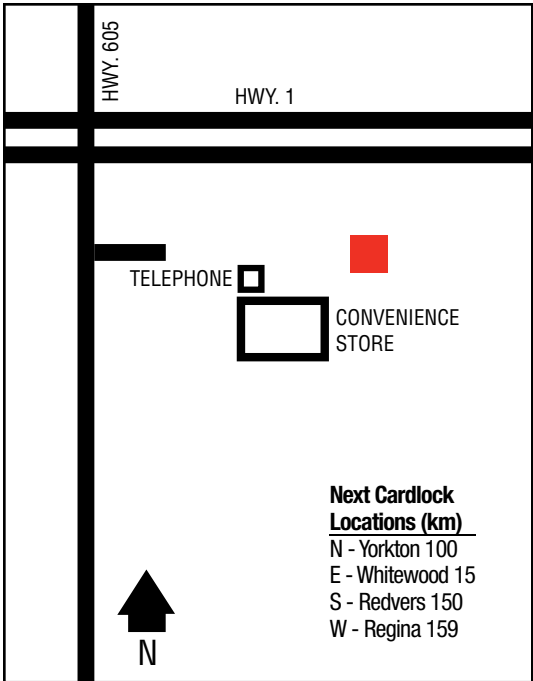 HWY. 605
HWY. 1
TELEPHONE
CONVENIENCE
STORE
Next Cardlock
Locations (km)
N - Yorkton 100
E - Whitewood 15
S - Redvers 150
W - Regina 159
N